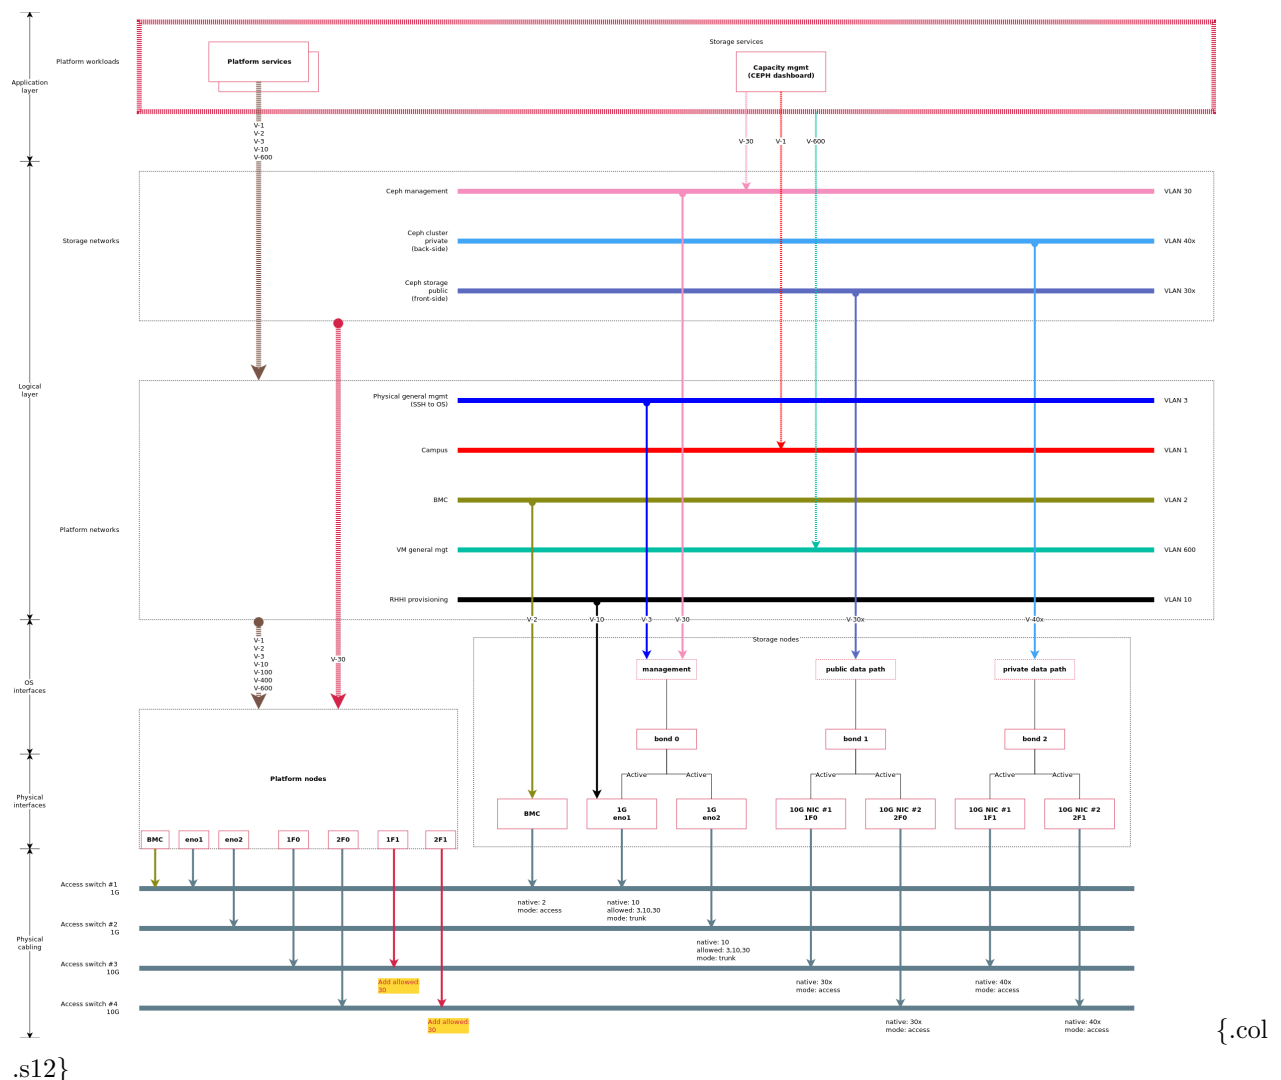 Storage services
Platform workloads
Platform services
Capacity mgmt
(CEPH dashboard)
Application
layer
V-1
V-2
V-3
V-10
V-600
V-30
V-1
V-600
Ceph management
VLAN 30
Storage networks
Ceph cluster
private
(back-side)
VLAN 40x
Ceph storage
public
(front-side)
VLAN 30x
Logical
layer
Physical general mgmt
(SSH to OS)
VLAN 3
Campus
VLAN 1
BMC
VLAN 2
Platform networks
VM general mgt
VLAN 600
RHHI provisioning
VLAN 10
V-2
V-10
V-3
V-30
V-30x
V-40x
V-1
V-2
V-3
V-10
V-100
V-400
V-600
V-30
Storage nodes
OS
interfaces
management
public data path
private data path
bond 0
bond 1
bond 2
Active
Active
Active
Active
Active
Active
Platform nodes
Physical
interfaces
BMC
1G
eno1
1G
eno2
10G NIC #1
1F0
10G NIC #2
2F0
10G NIC #1
1F1
10G NIC #2
2F1
BMC
eno1
eno2
1F0
2F0
1F1
2F1
Access switch #1
1G
native: 2
mode: access
native: 10
allowed: 3,10,30
mode: trunk
Access switch #2
1G
Physical
cabling
native: 10
allowed: 3,10,30
mode: trunk
Access switch #3
10G
Add allowed:
30
native: 30x
mode: access
native: 40x
mode: access
Access switch #4
10G
Add allowed:
30
native: 30x
mode: access
native: 40x
mode: access
{.col
.s12}